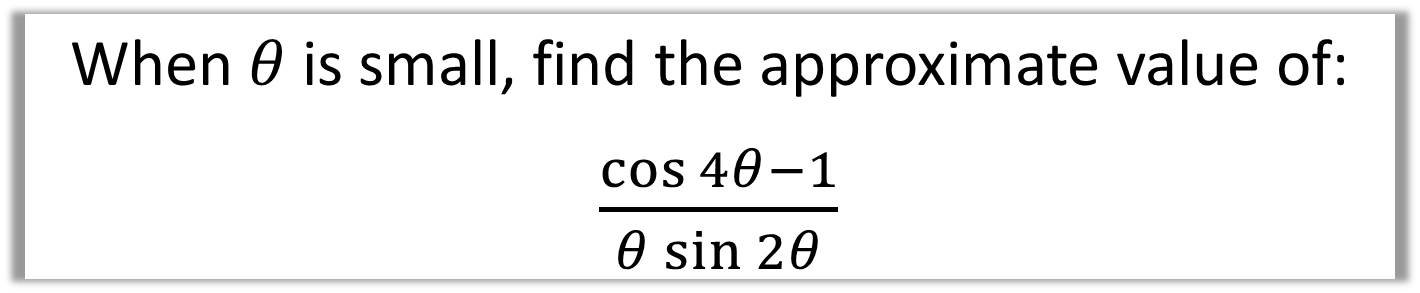 When 𝜃 is small, find the approximate value of:
cos 4𝜃−1
𝜃 sin 2𝜃